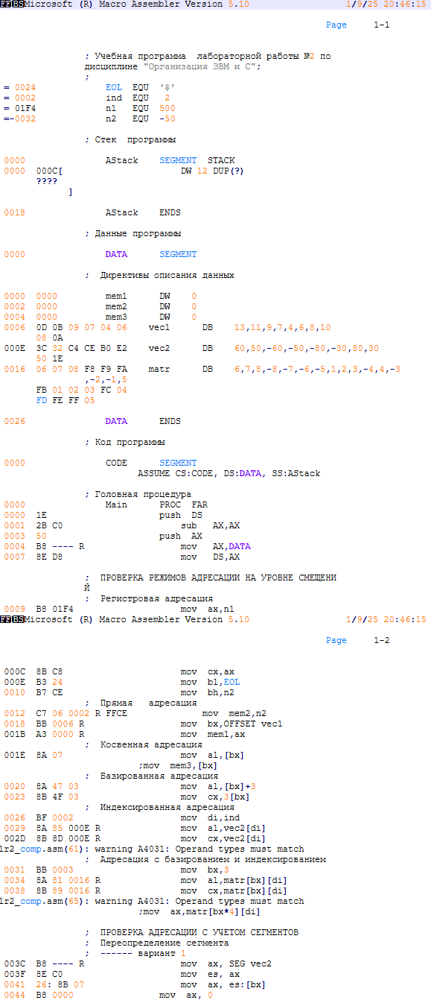 FF BS Microsoft (R) Macro Assembler Version 5.10 1/9/25 20:46:15
Page 1-1
; Учебная программа лабораторной работы №2 по
дисциплине "Организация ЭВМ и С";
;
= 0024 EOL EQU '$'
= 0002 ind EQU 2
= 01F4 n1 EQU 500
=-0032 n2 EQU -50
; Стек программы
0000 AStack SEGMENT STACK
0000 000C[ DW 12 DUP(?)
????
]
0018 AStack ENDS
; Данные программы
0000 DATA SEGMENT
; Директивы описания данных
0000 0000 mem1 DW 0
0002 0000 mem2 DW 0
0004 0000 mem3 DW 0
0006 0D 0B 09 07 04 06 vec1 DB 13,11,9,7,4,6,8,10
08 0A
000E 3C 32 C4 CE B0 E2 vec2 DB 60,50,-60,-50,-80,-30,80,30
50 1E
0016 06 07 08 F8 F9 FA matr DB 6,7,8,-8,-7,-6,-5,1,2,3,-4,4,-3
,-2,-1,5
FB 01 02 03 FC 04
FD FE FF 05
0026 DATA ENDS
; Код программы
0000 CODE SEGMENT
ASSUME CS:CODE, DS:DATA, SS:AStack
; Головная процедура
0000 Main PROC FAR
0000 1E push DS
0001 2B C0 sub AX,AX
0003 50 push AX
0004 B8 ---- R mov AX,DATA
0007 8E D8 mov DS,AX
; ПРОВЕРКА РЕЖИМОВ АДРЕСАЦИИ НА УРОВНЕ СМЕЩЕНИ
Й
; Регистровая адресация
0009 B8 01F4 mov ax,n1
FF BS Microsoft (R) Macro Assembler Version 5.10 1/9/25 20:46:15
Page 1-2
000C 8B C8 mov cx,ax
000E B3 24 mov bl,EOL
0010 B7 CE mov bh,n2
; Прямая адресация
0012 C7 06 0002 R FFCE mov mem2,n2
0018 BB 0006 R mov bx,OFFSET vec1
001B A3 0000 R mov mem1,ax
; Косвенная адресация
001E 8A 07 mov al,[bx]
;mov mem3,[bx]
; Базированная адресация
0020 8A 47 03 mov al,[bx]+3
0023 8B 4F 03 mov cx,3[bx]
; Индексированная адресация
0026 BF 0002 mov di,ind
0029 8A 85 000E R mov al,vec2[di]
002D 8B 8D 000E R mov cx,vec2[di]
lr2_comp.asm(61): warning A4031: Operand types must match
; Адресация с базированием и индексированием
0031 BB 0003 mov bx,3
0034 8A 81 0016 R mov al,matr[bx][di]
0038 8B 89 0016 R mov cx,matr[bx][di]
lr2_comp.asm(65): warning A4031: Operand types must match
;mov ax,matr[bx*4][di]
; ПРОВЕРКА АДРЕСАЦИИ С УЧЕТОМ СЕГМЕНТОВ
; Переопределение сегмента
; ------ вариант 1
003C B8 ---- R mov ax, SEG vec2
003F 8E C0 mov es, ax
0041 26: 8B 07 mov ax, es:[bx]
0044 B8 0000 mov ax, 0